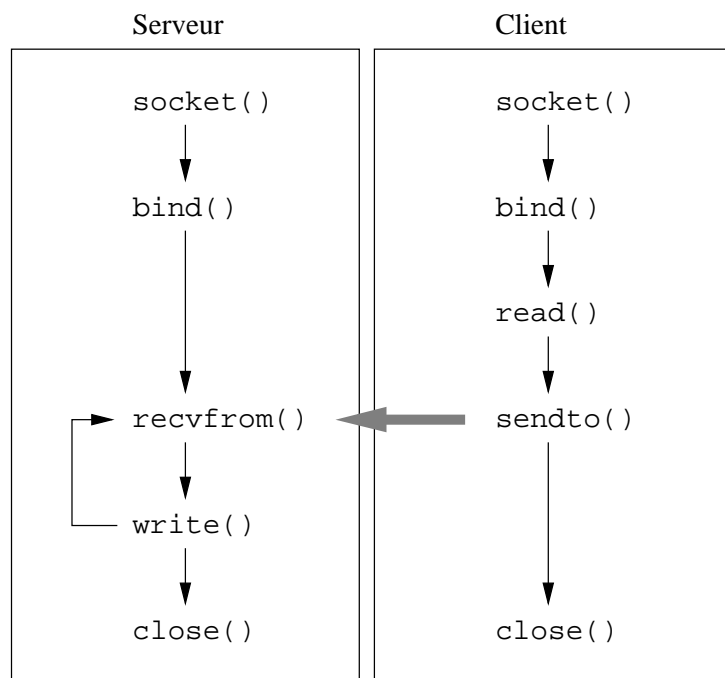 Serveur
Client
socket()
socket()
bind()
bind()
read()
recvfrom()
sendto()
write()
close()
close()